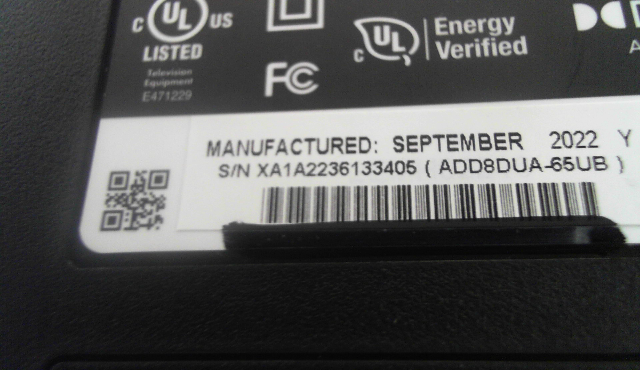 C UL US
LISTED
Television
Equipment
E471229
FC
C UL
Energy
Verified
MANUFACTURED: SEPTEMBER 2022 Y
S/N XA1A2236133405 ( ADD8DUA-65UB )